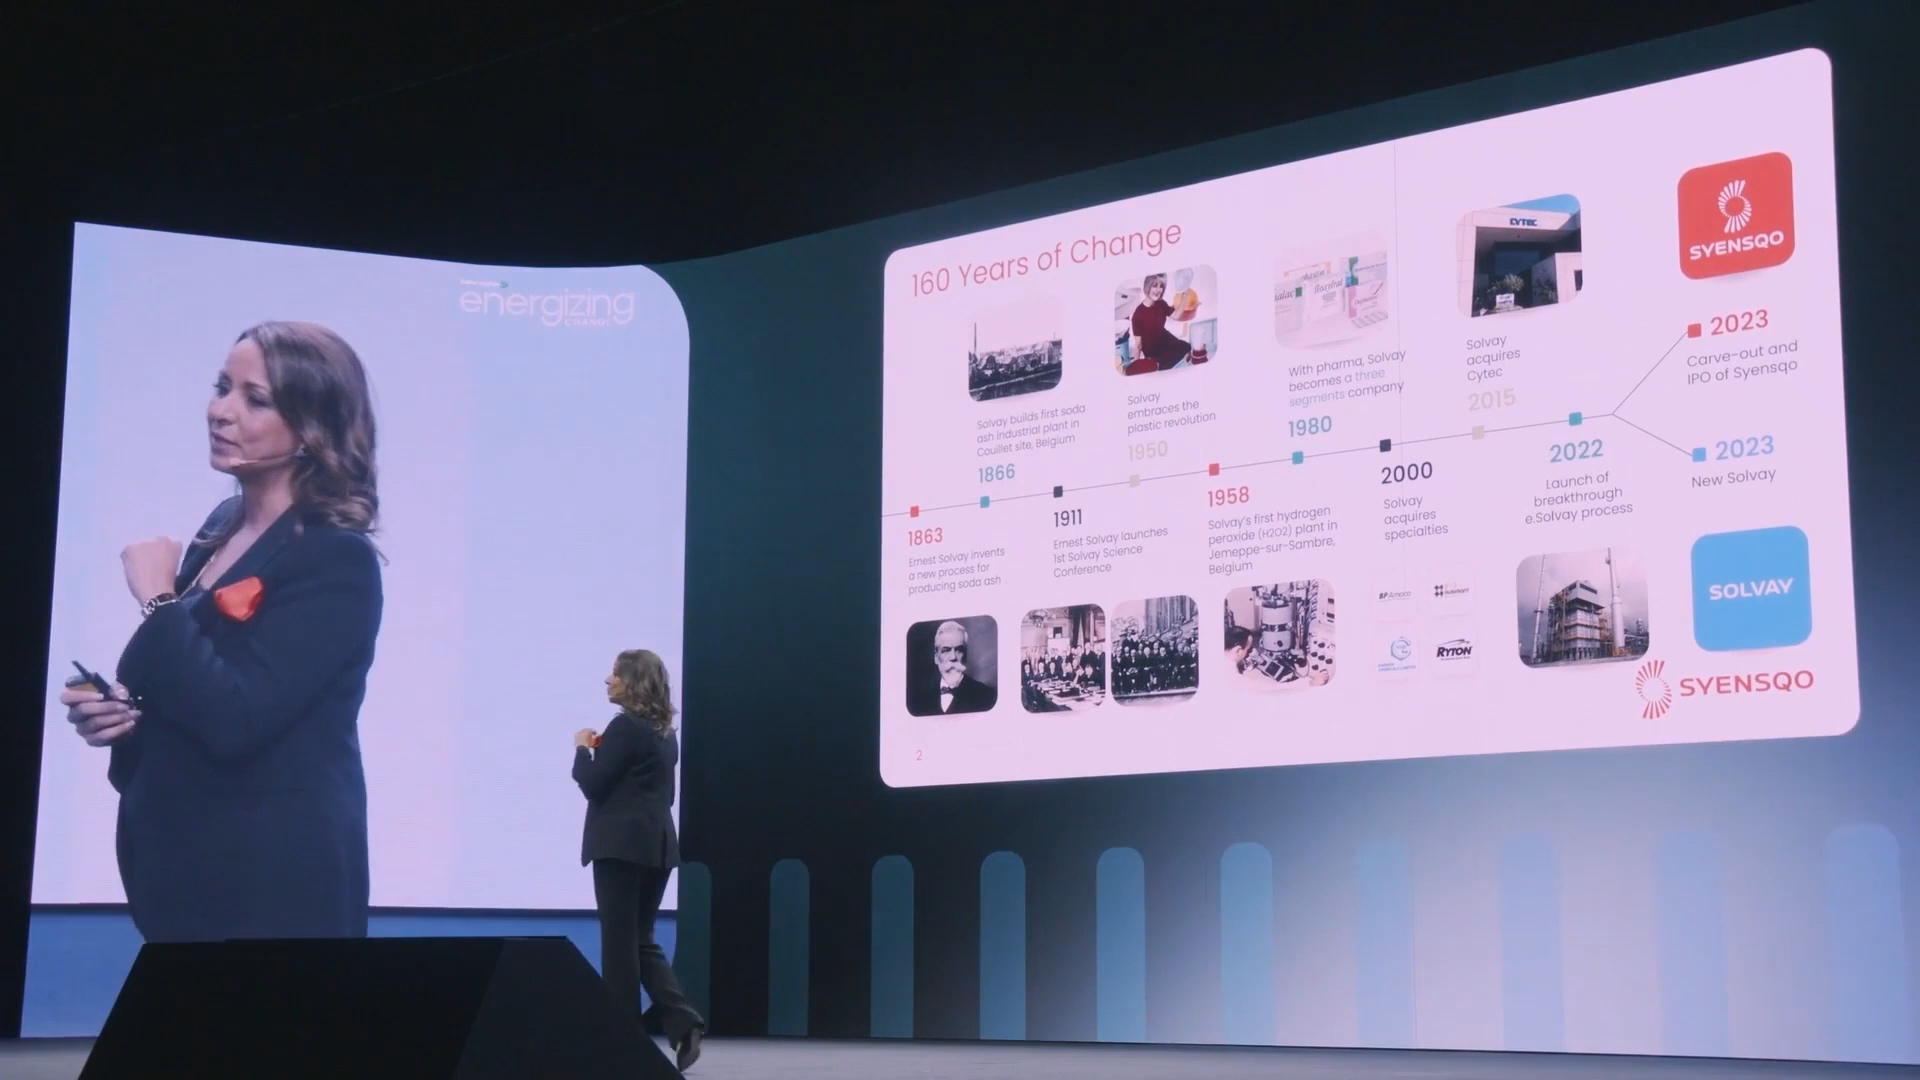 energizing
CHANGE
160 Years of Change
CYTEC
SYENSQO
Solvay builds first soda
ash industrial plant in
Couillet site, Belgium
1866
Solvay
embraces the
plastic revolution
1950
With pharma, Solvay
becomes a three
segments company
1980
Solvay
acquires
Cytec
2015
2023
Carve-out and
IPO of Syensqo
1863
Ernest Solvay invents
a new process for
producing soda ash
1911
Ernest Solvay launches
1st Solvay Science
Conference
1958
Solvay's first hydrogen
peroxide (H2O2) plant in
Jemeppe-sur-Sambre,
Belgium
2000
Solvay
acquires
specialties
2022
Launch of
breakthrough
e.Solvay process
2023
New Solvay
BP Amoco
RYTON
SOLVAY
SYENSQO
2